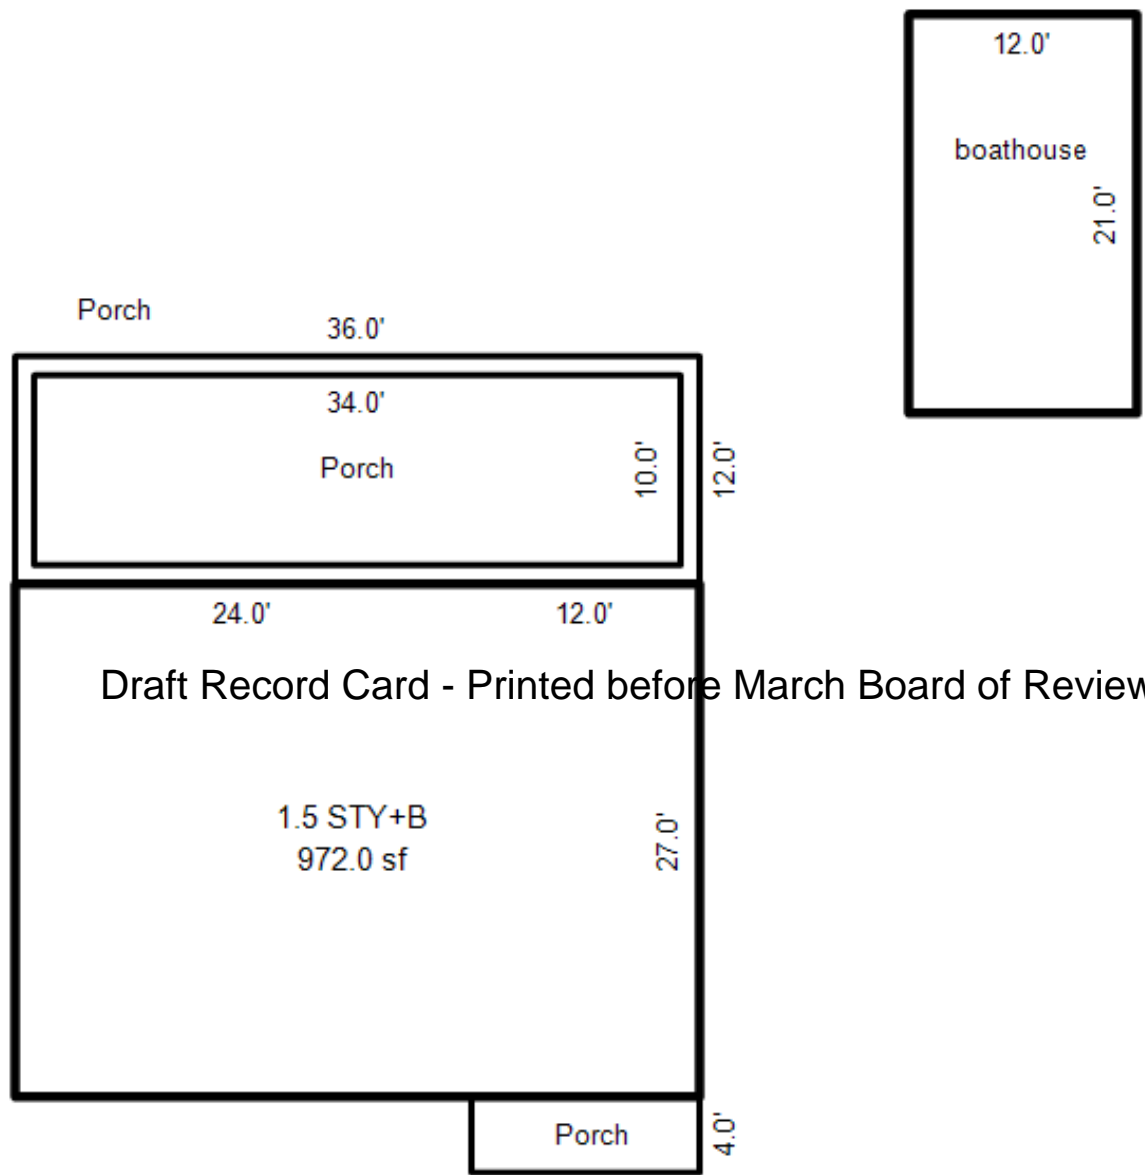 12.0'
boathouse
21.0'
Porch
36.0'
34.0'
Porch
10.0'
12.0'
24.0'
12.0'
Draft Record Card - Printed before March Board of Review
1.5 STY+B
972.0 sf
27.0'
Porch
4.0'